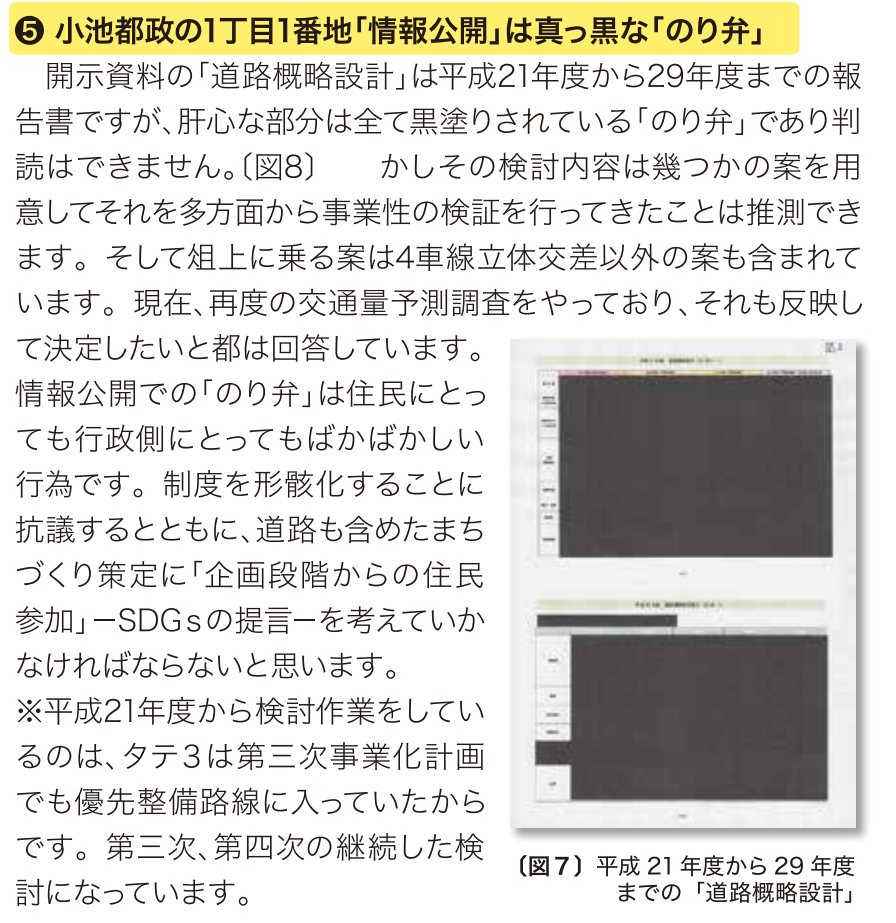 ❺ 小池都政の1丁目1番地「情報公開」は真っ黒な「のり弁」
開示資料の「道路概略設計」は平成21年度から29年度までの報
告書ですが、肝心な部分は全て黒塗りされている「のり弁」であり判
読はできません。〔図8〕　　かしその検討内容は幾つかの案を用
意してそれを多方面から事業性の検証を行ってきたことは推測でき
ます。そして俎上に乗る案は4車線立体交差以外の案も含まれて
います。現在、再度の交通量予測調査をやっており、それも反映し
て決定したいと都は回答しています。
情報公開での「のり弁」は住民にとっ
ても行政側にとってもばかばかしい
行為です。制度を形骸化することに
抗議するとともに、道路も含めたまち
づくり策定に「企画段階からの住民
参加」－SDGｓの提言－を考えていか
なければならないと思います。
※平成21年度から検討作業をしてい
るのは、タテ３は第三次事業化計画
でも優先整備路線に入っていたから
です。第三次、第四次の継続した検
討になっています。
〔図７〕平成 21 年度から 29 年度
までの「道路概略設計」